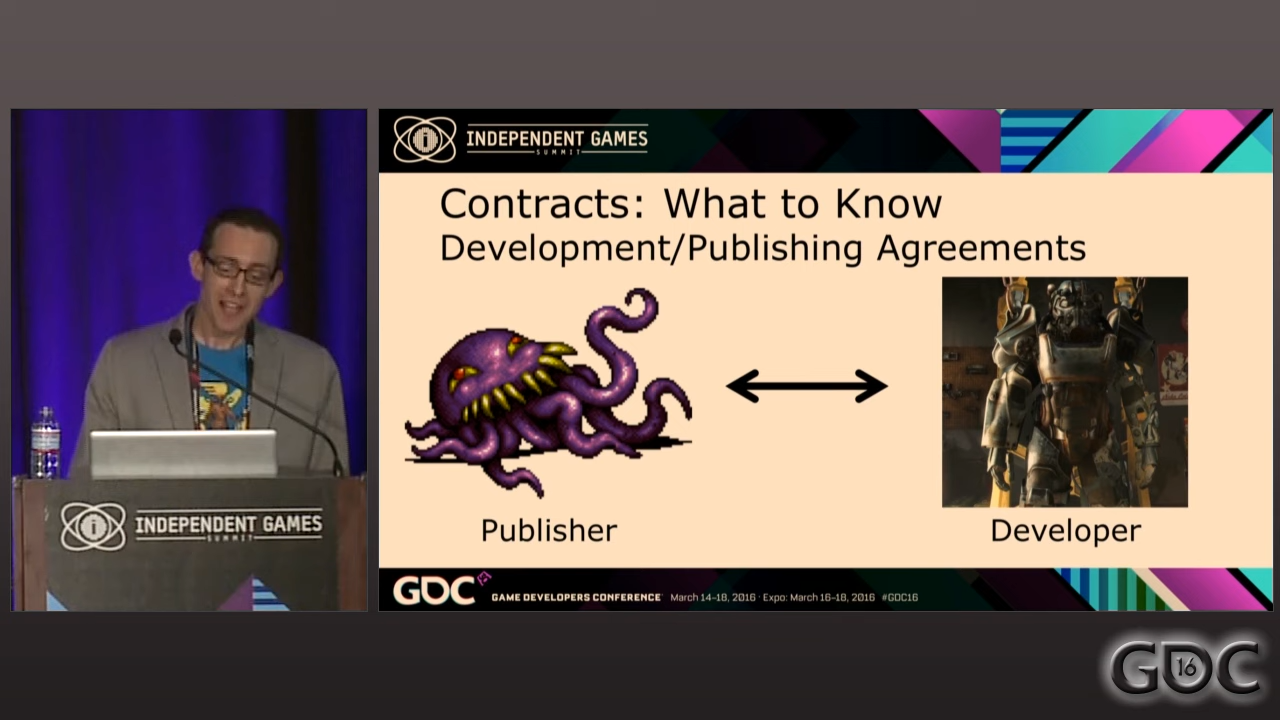 INDEPENDENT GAMES
SUMMIT
Contracts: What to Know
Development/Publishing Agreements
Publisher
Developer
INDEPENDENT GAMES
SUMMIT
GDC
GAME DEVELOPERS CONFERENCE March 14-18, 2016 · Expo: March 16-18, 2016 #GDC16
GDC
16